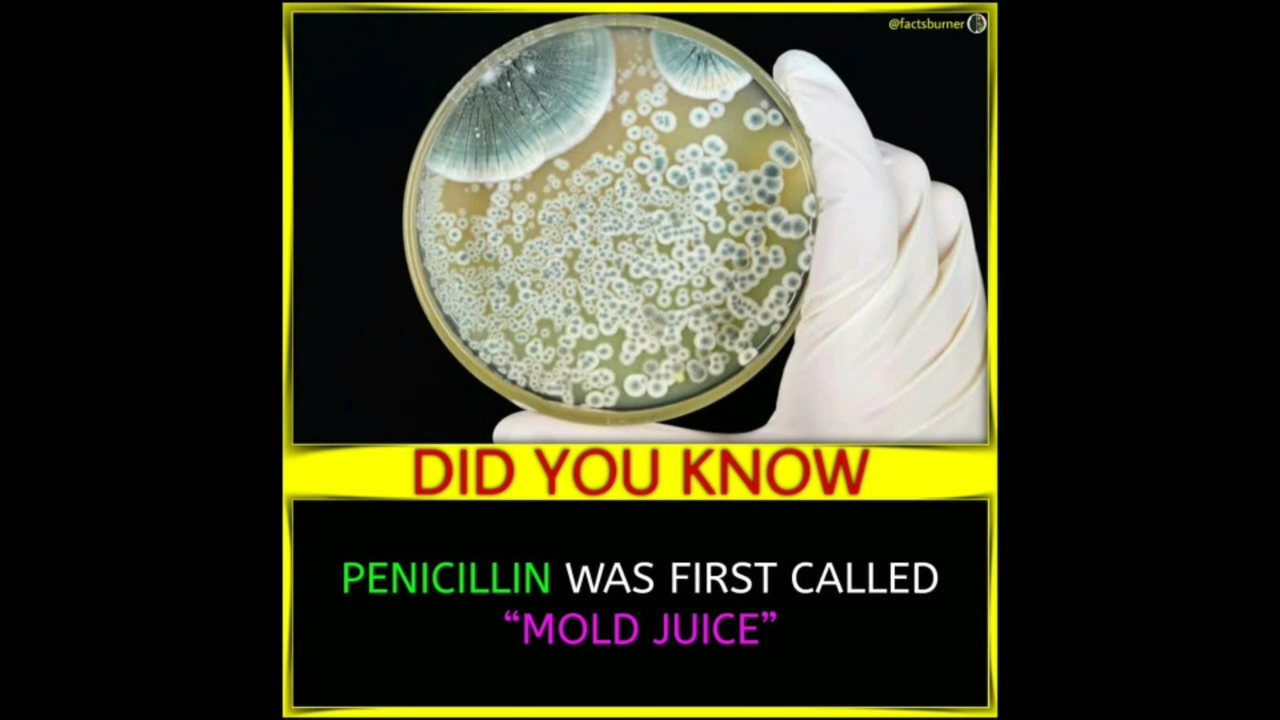 @factsburner
DID YOU KNOW
PENICILLIN WAS FIRST CALLED
“MOLD JUICE”